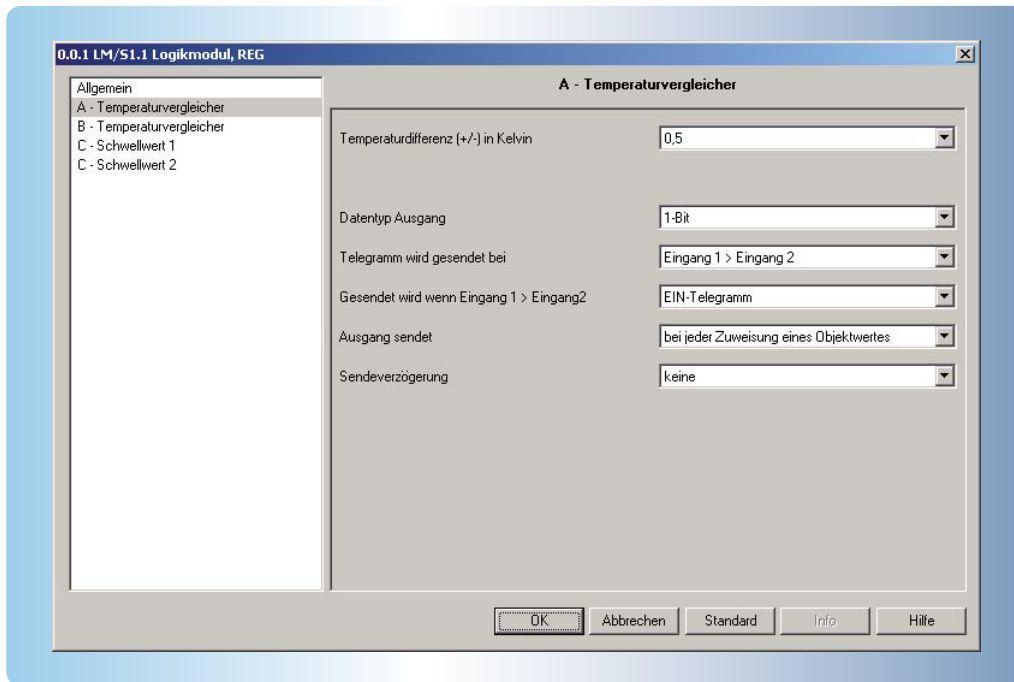 0.0.1 LM/S1.1 Logikmodul, REG
Allgemein
A - Temperaturvergleicher
B - Temperaturvergleicher
C - Schwellwert 1
C - Schwellwert 2
A - Temperaturvergleicher
Temperaturdifferenz (+/-) in Kelvin 0,5
Datentyp Ausgang 1-Bit
Telegramm wird gesendet bei Eingang 1 > Eingang 2
Gesendet wird wenn Eingang 1 > Eingang2 EIN-Telegramm
Ausgang sendet bei jeder Zuweisung eines Objektwertes
Sendeverzögerung keine
OK Abbrechen Standard Info Hilfe